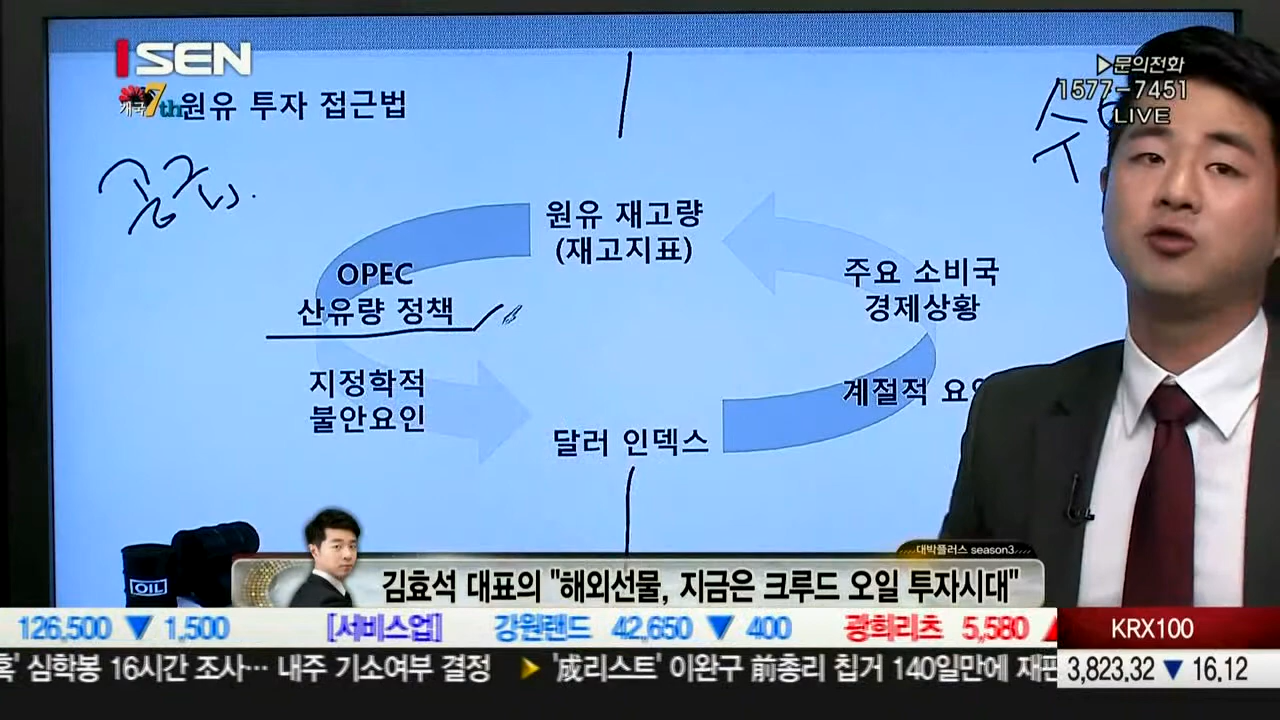 SEN
개국 7th
원유 투자 접근법
▶문의전화
1577-7451
LIVE
공급
수
원유 재고량
(재고지표)
OPEC
산유량 정책
주요 소비국
경제상황
지정학적
불안요인
계절적 요인
달러 인덱스
OIL
대박플러스 season3
김효석 대표의 "해외선물, 지금은 크루드 오일 투자시대"
126,500 ▼ 1,500 [서비스업] 강원랜드 42,650 ▼ 400 광희리츠 5,580 ▲
KRX100
' 심학봉 16시간 조사… 내주 기소여부 결정 ▶ '成리스트' 이완구 前총리 칩거 140일만에 재판
3,823.32 ▼ 16.12